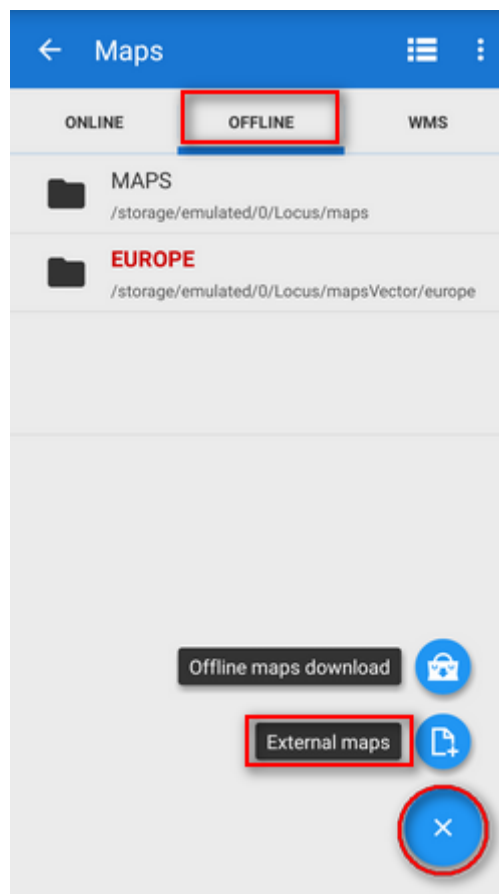 Maps
ONLINE OFFLINE WMS
MAPS
/storage/emulated/0/Locus/maps
EUROPE
/storage/emulated/0/Locus/mapsVector/europe
Offline maps download
External maps